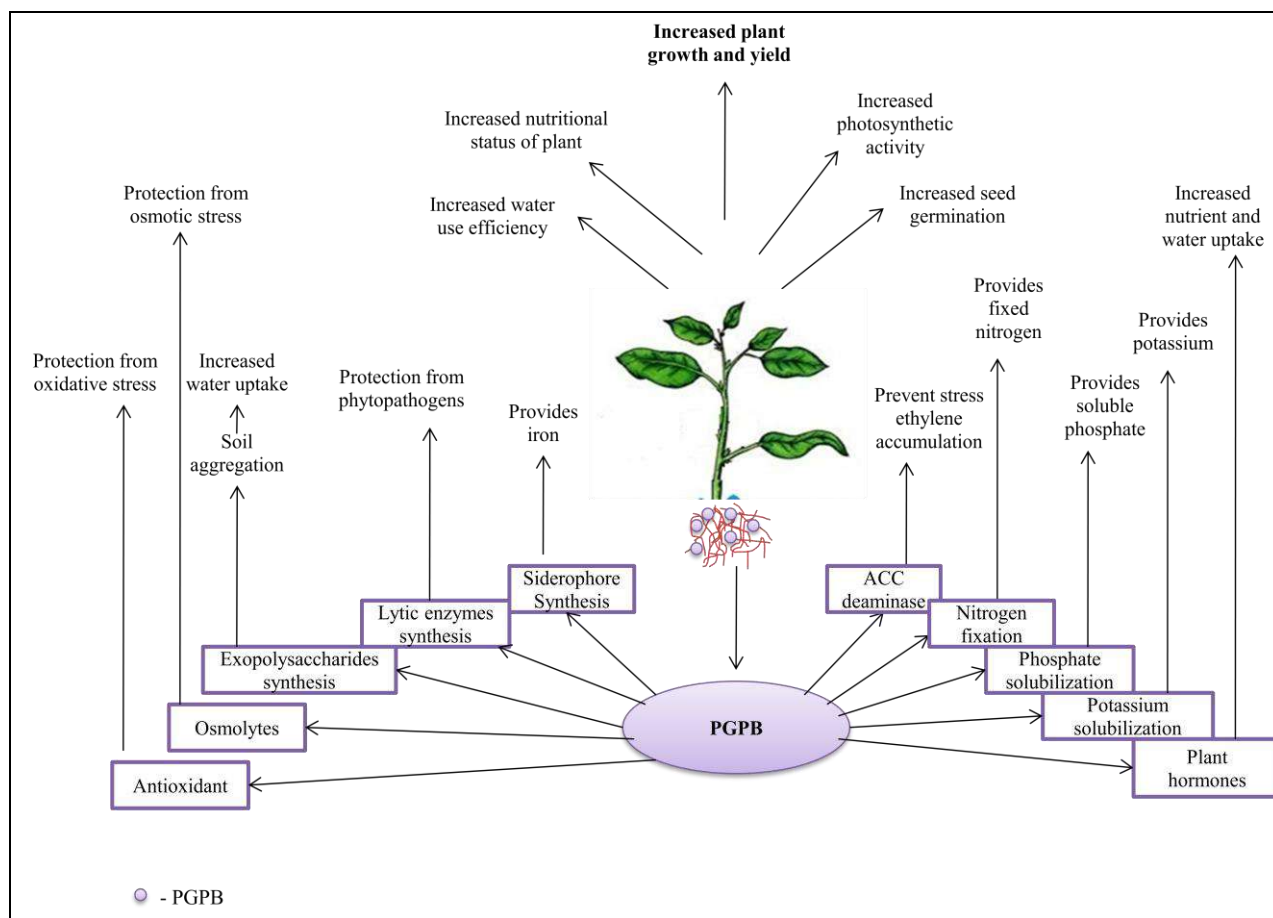 Increased plant
growth and yield
Increased nutritional
status of plant
Increased
photosynthetic
activity
Protection from
osmotic stress
Increased water
use efficiency
Increased seed
germination
Increased
nutrient and
water uptake
Provides
fixed
nitrogen
Provides
potassium
Protection from
oxidative stress
Increased
water uptake
Soil
aggregation
Protection from
phytopathogens
Provides
iron
Prevent stress
ethylene
accumulation
Provides
soluble
phosphate
Siderophore
Synthesis
Lytic enzymes
synthesis
Exopolysaccharides
synthesis
Osmolytes
Antioxidant
PGPB
ACC
deaminase
Nitrogen
fixation
Phosphate
solubilization
Potassium
solubilization
Plant
hormones
- PGPB